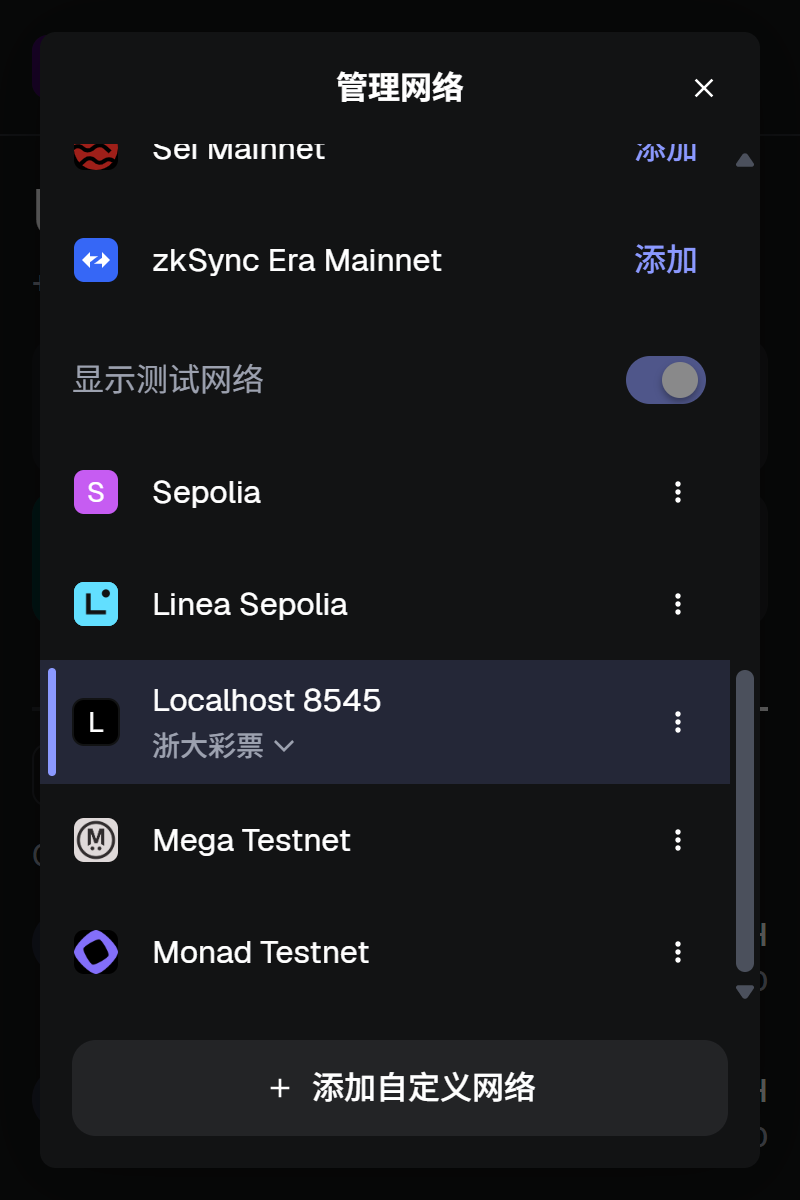 管理网络
Sei Mainnet
添加
zkSync Era Mainnet
添加
显示测试网络
S
Sepolia
Linea Sepolia
L
Localhost 8545
浙大彩票
M
Mega Testnet
Monad Testnet
+ 添加自定义网络